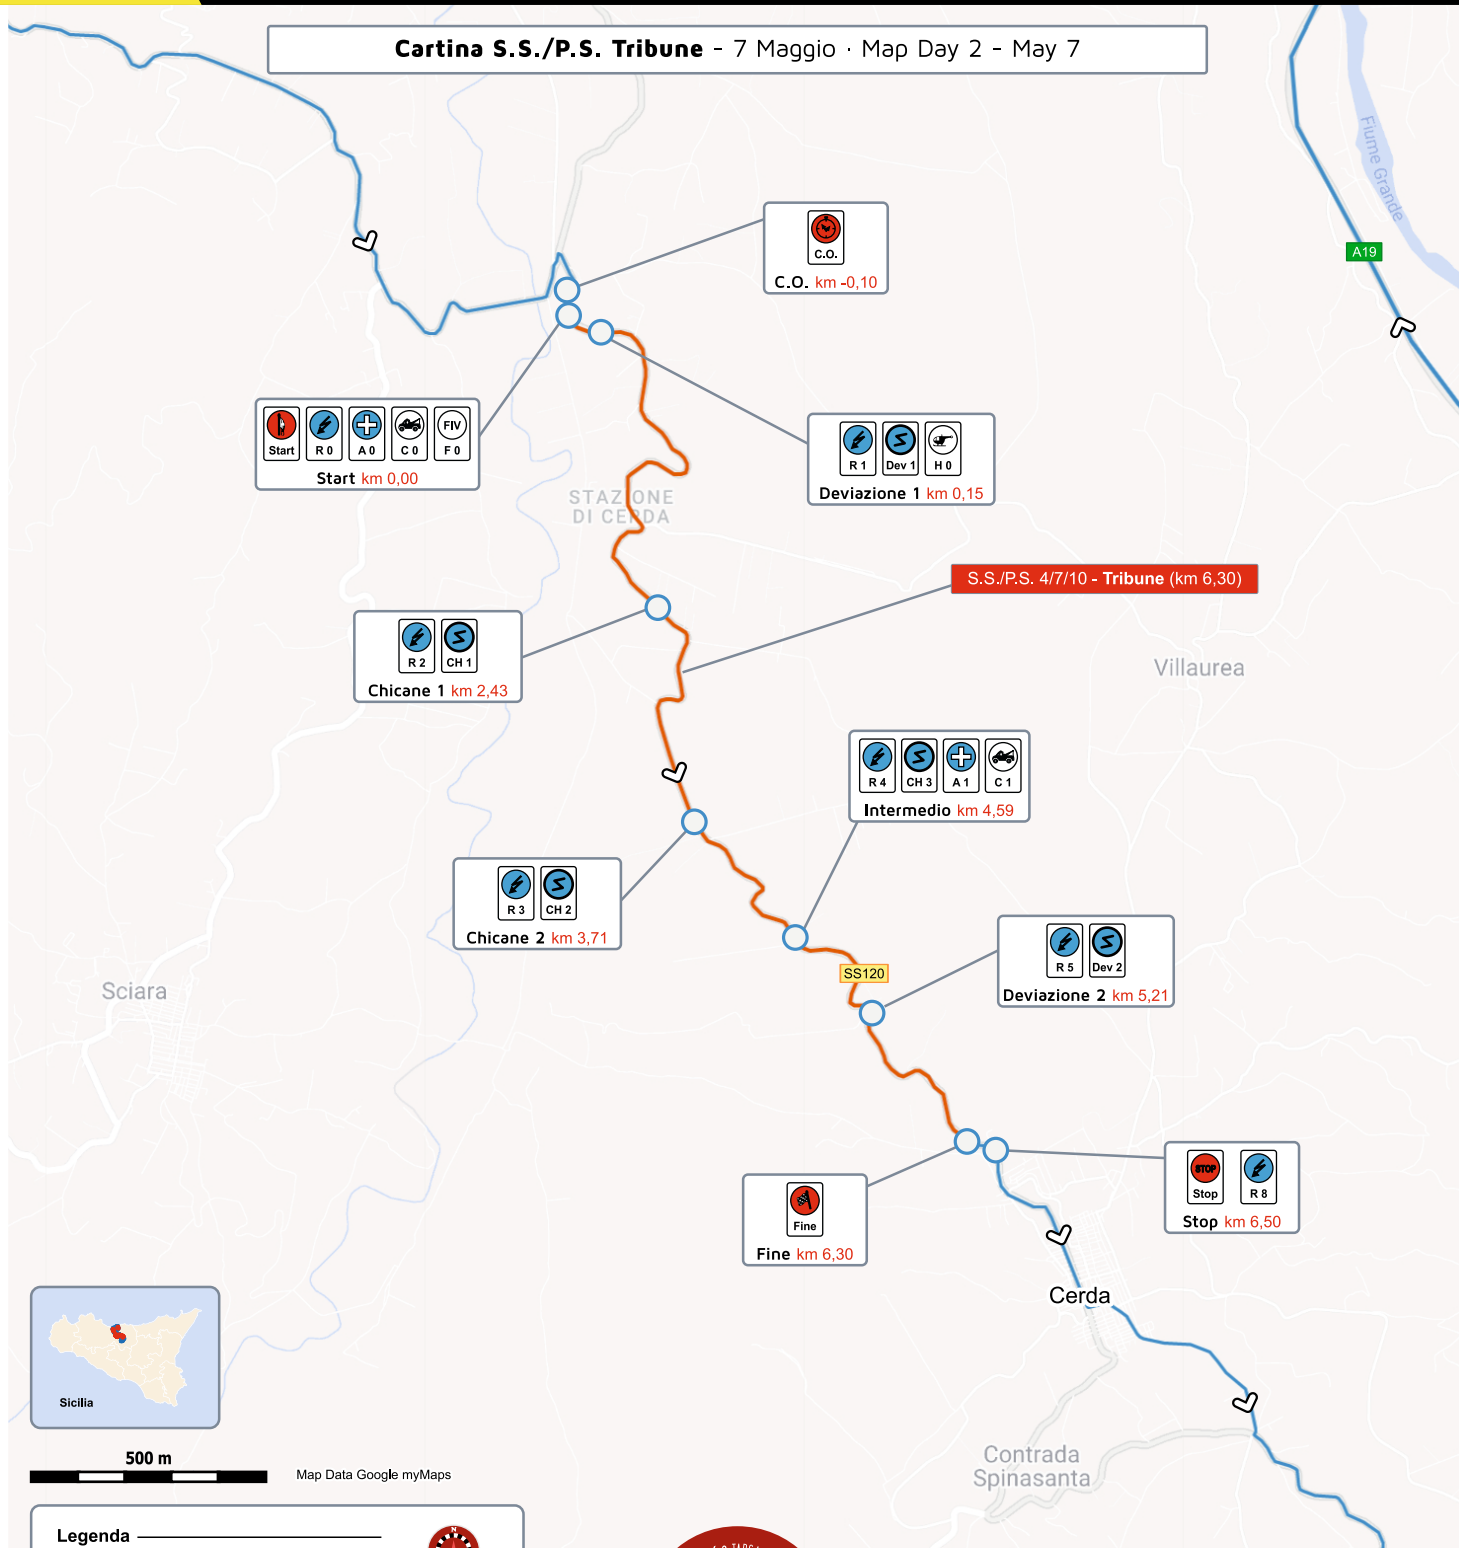 Cartina S.S./P.S. Tribune - 7 Maggio · Map Day 2 - May 7
Fiume Grande
A19
C.O.
C.O. km -0,10
Start R 0 A 0 C 0 FIV F 0
Start km 0,00
R 1 Dev 1 H 0
Deviazione 1 km 0,15
STAZIONE
DI CERDA
S.S./P.S. 4/7/10 - Tribune (km 6,30)
R 2 CH 1
Chicane 1 km 2,43
Villaurea
R 4 CH 3 A 1 C 1
Intermedio km 4,59
R 3 CH 2
Chicane 2 km 3,71
R 5 Dev 2
Deviazione 2 km 5,21
SS120
Sciara
STOP
Stop R 8
Stop km 6,50
Fine
Fine km 6,30
Cerda
Sicilia
Contrada
Spinasanta
500 m
Map Data Google myMaps
Legenda
N